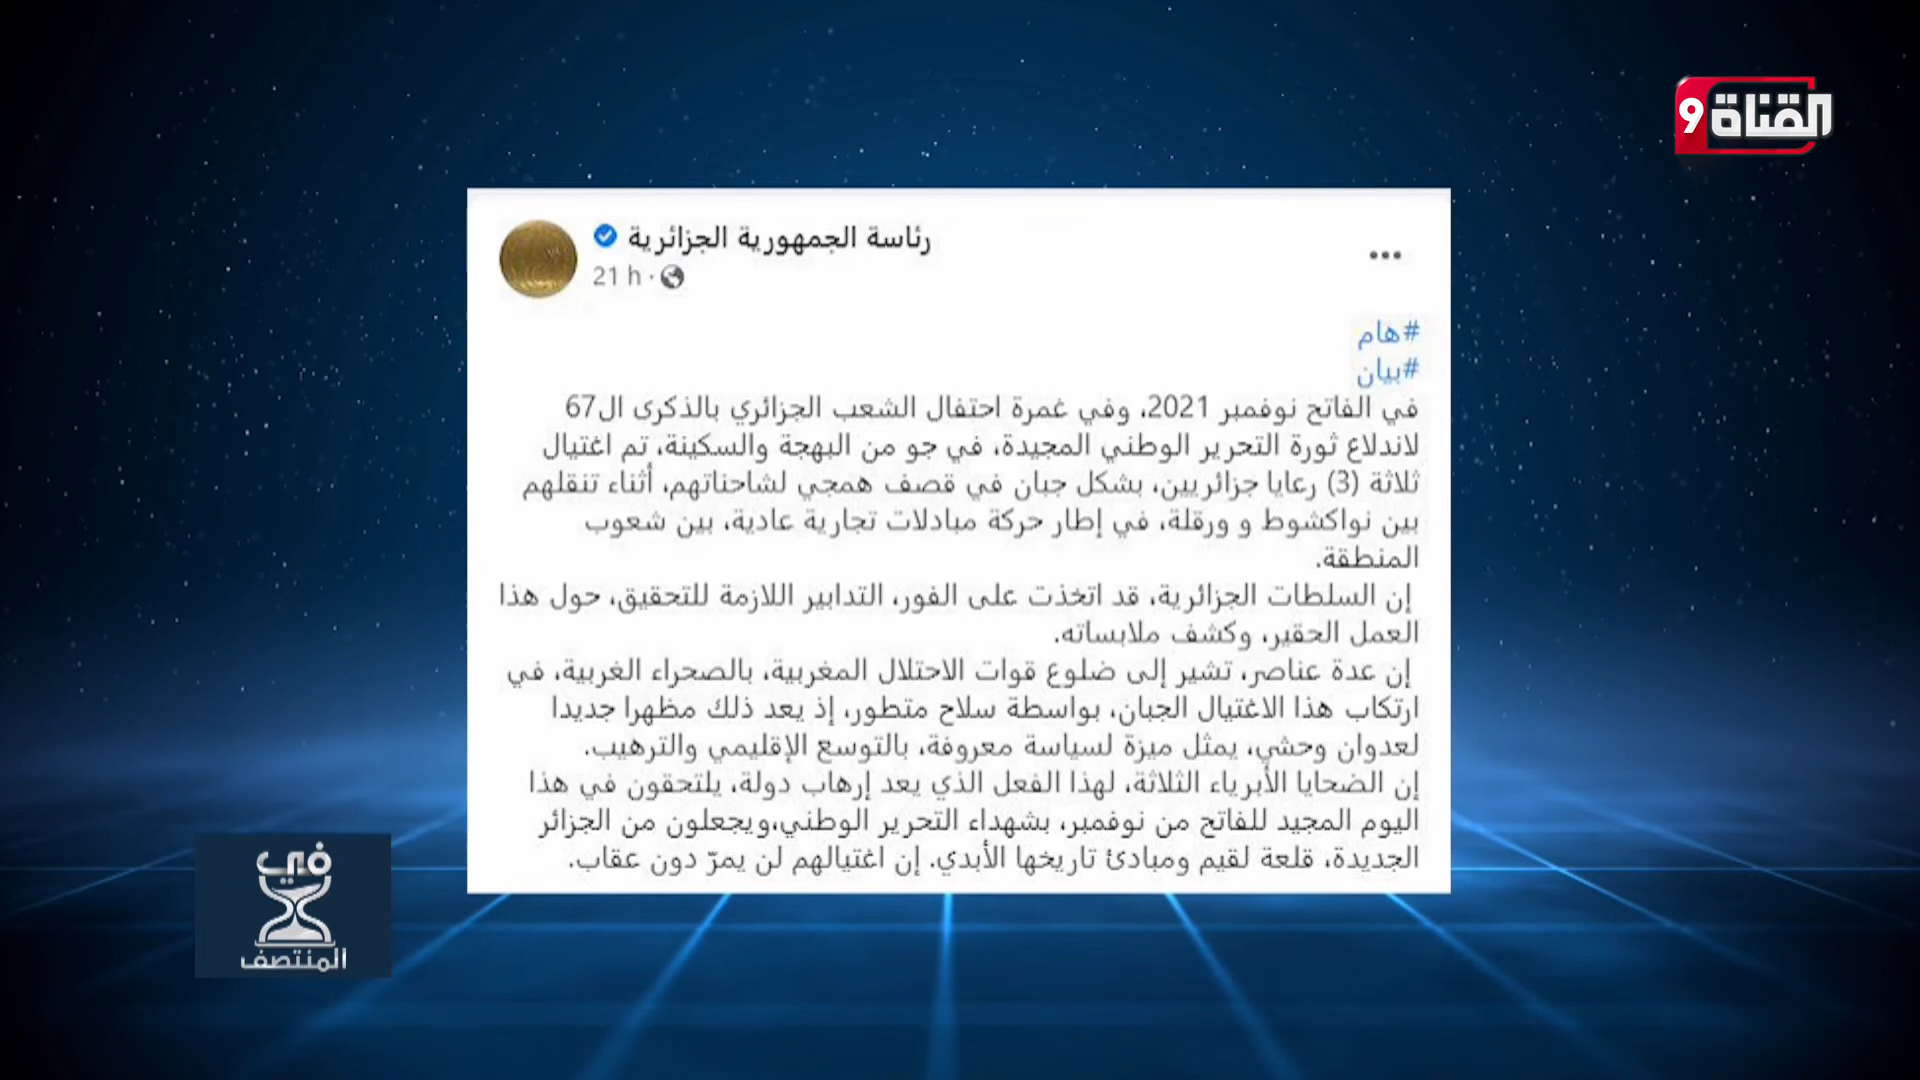 القناة 9
رئاسة الجمهورية الجزائرية
21 h ·
#هام
#بيان
في الفاتح نوفمبر 2021، وفي غمرة احتفال الشعب الجزائري بالذكرى ال67
لاندلاع ثورة التحرير الوطني المجيدة، في جو من البهجة والسكينة، تم اغتيال
ثلاثة (3) رعايا جزائريين، بشكل جبان في قصف همجي لشاحناتهم، أثناء تنقلهم
بين نواكشوط و ورقلة، في إطار حركة مبادلات تجارية عادية، بين شعوب
المنطقة.
إن السلطات الجزائرية، قد اتخذت على الفور، التدابير اللازمة للتحقيق، حول هذا
العمل الحقير، وكشف ملابساته.
إن عدة عناصر، تشير إلى ضلوع قوات الاحتلال المغربية، بالصحراء الغربية، في
ارتكاب هذا الاغتيال الجبان، بواسطة سلاح متطور، إذ يعد ذلك مظهرا جديدا
لعدوان وحشي، يمثل ميزة لسياسة معروفة، بالتوسع الإقليمي والترهيب.
إن الضحايا الأبرياء الثلاثة، لهذا الفعل الذي يعد إرهاب دولة، يلتحقون في هذا
اليوم المجيد للفاتح من نوفمبر، بشهداء التحرير الوطني،ويجعلون من الجزائر
الجديدة، قلعة لقيم ومبادئ تاريخها الأبدي. إن اغتيالهم لن يمرّ دون عقاب.
في
المنتصف